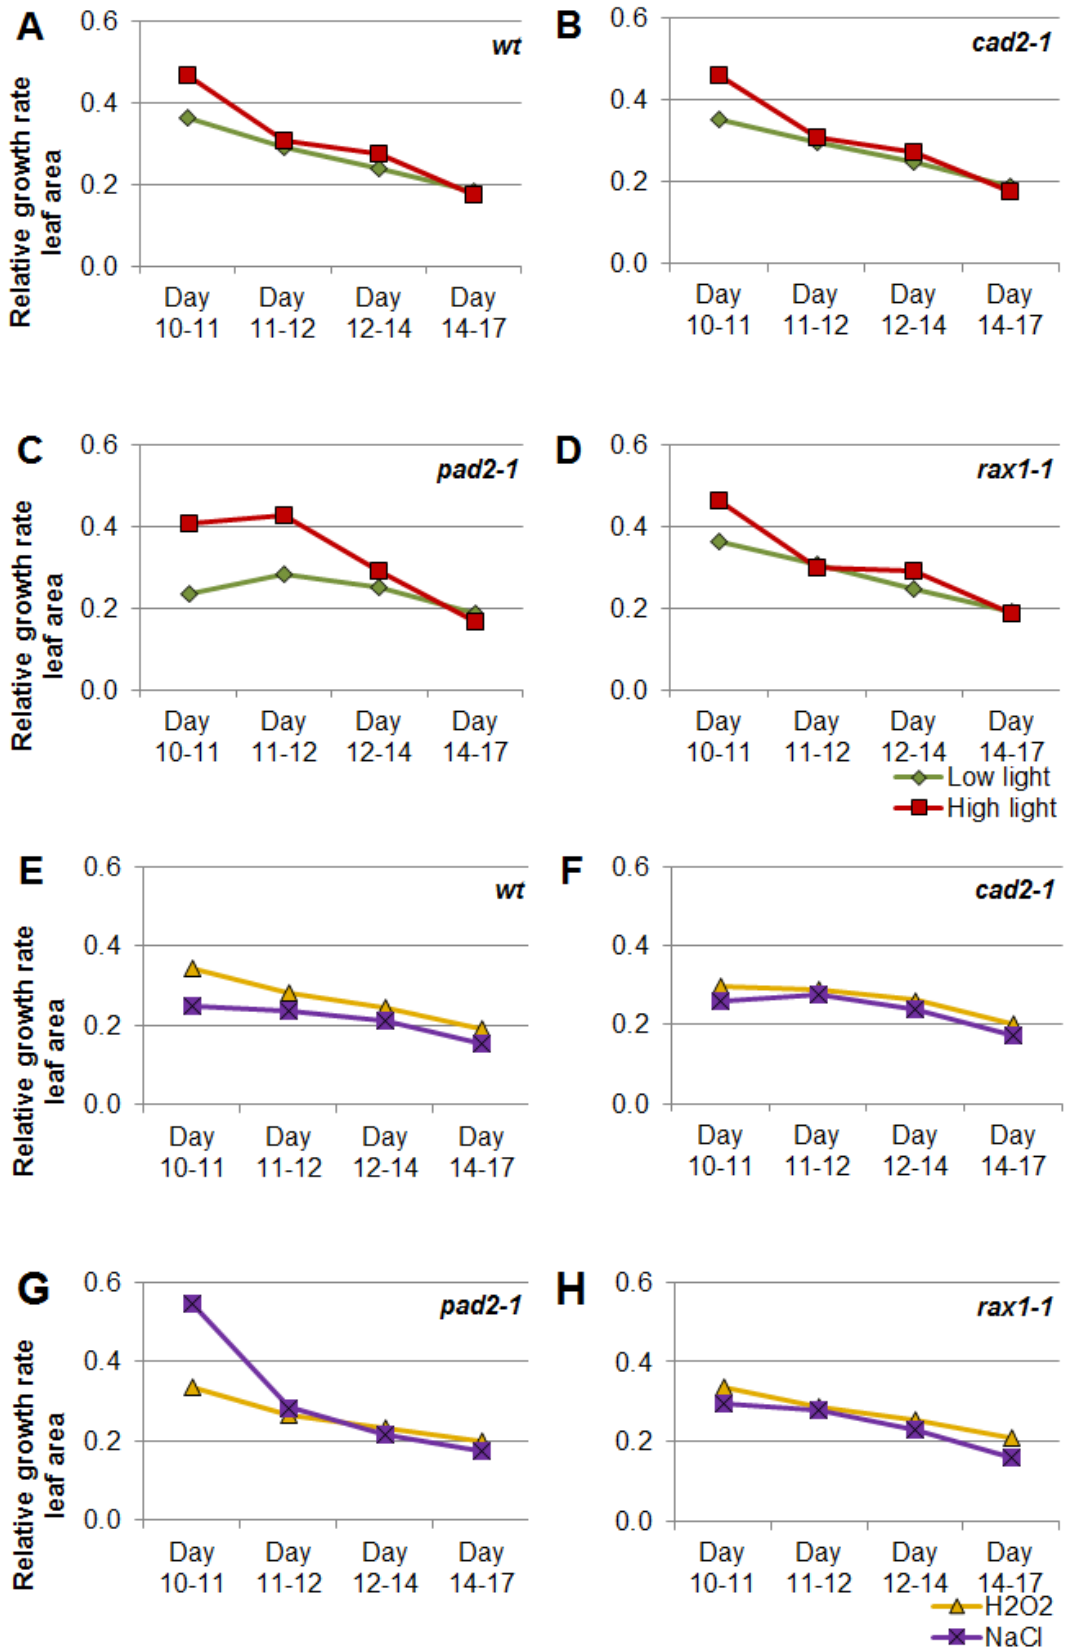 A
wt
0.6
0.4
0.2
0.0
Relative growth rate
leaf area
Day Day Day Day
10-11 11-12 12-14 14-17
B
cad2-1
0.6
0.4
0.2
0.0
Day Day Day Day
10-11 11-12 12-14 14-17
C
pad2-1
0.6
0.4
0.2
0.0
Relative growth rate
leaf area
Day Day Day Day
10-11 11-12 12-14 14-17
D
rax1-1
0.6
0.4
0.2
0.0
Day Day Day Day
10-11 11-12 12-14 14-17
Low light
High light
E
wt
0.6
0.4
0.2
0.0
Relative growth rate
leaf area
Day Day Day Day
10-11 11-12 12-14 14-17
F
cad2-1
0.6
0.4
0.2
0.0
Day Day Day Day
10-11 11-12 12-14 14-17
G
pad2-1
0.6
0.4
0.2
0.0
Relative growth rate
leaf area
Day Day Day Day
10-11 11-12 12-14 14-17
H
rax1-1
0.6
0.4
0.2
0.0
Day Day Day Day
10-11 11-12 12-14 14-17
H2O2
NaCl